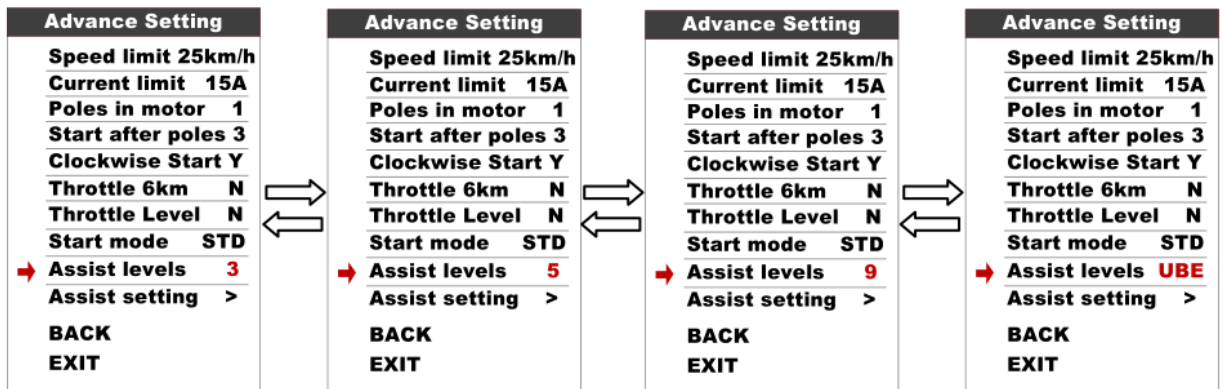 Advance Setting
Speed limit 25km/h
Current limit 15A
Poles in motor 1
Start after poles 3
Clockwise Start Y
Throttle 6km N
Throttle Level N
Start mode STD
Assist levels 3
Assist setting >
BACK
EXIT
Advance Setting
Speed limit 25km/h
Current limit 15A
Poles in motor 1
Start after poles 3
Clockwise Start Y
Throttle 6km N
Throttle Level N
Start mode STD
Assist levels 5
Assist setting >
BACK
EXIT
Advance Setting
Speed limit 25km/h
Current limit 15A
Poles in motor 1
Start after poles 3
Clockwise Start Y
Throttle 6km N
Throttle Level N
Start mode STD
Assist levels 9
Assist setting >
BACK
EXIT
Advance Setting
Speed limit 25km/h
Current limit 15A
Poles in motor 1
Start after poles 3
Clockwise Start Y
Throttle 6km N
Throttle Level N
Start mode STD
Assist levels UBE
Assist setting >
BACK
EXIT